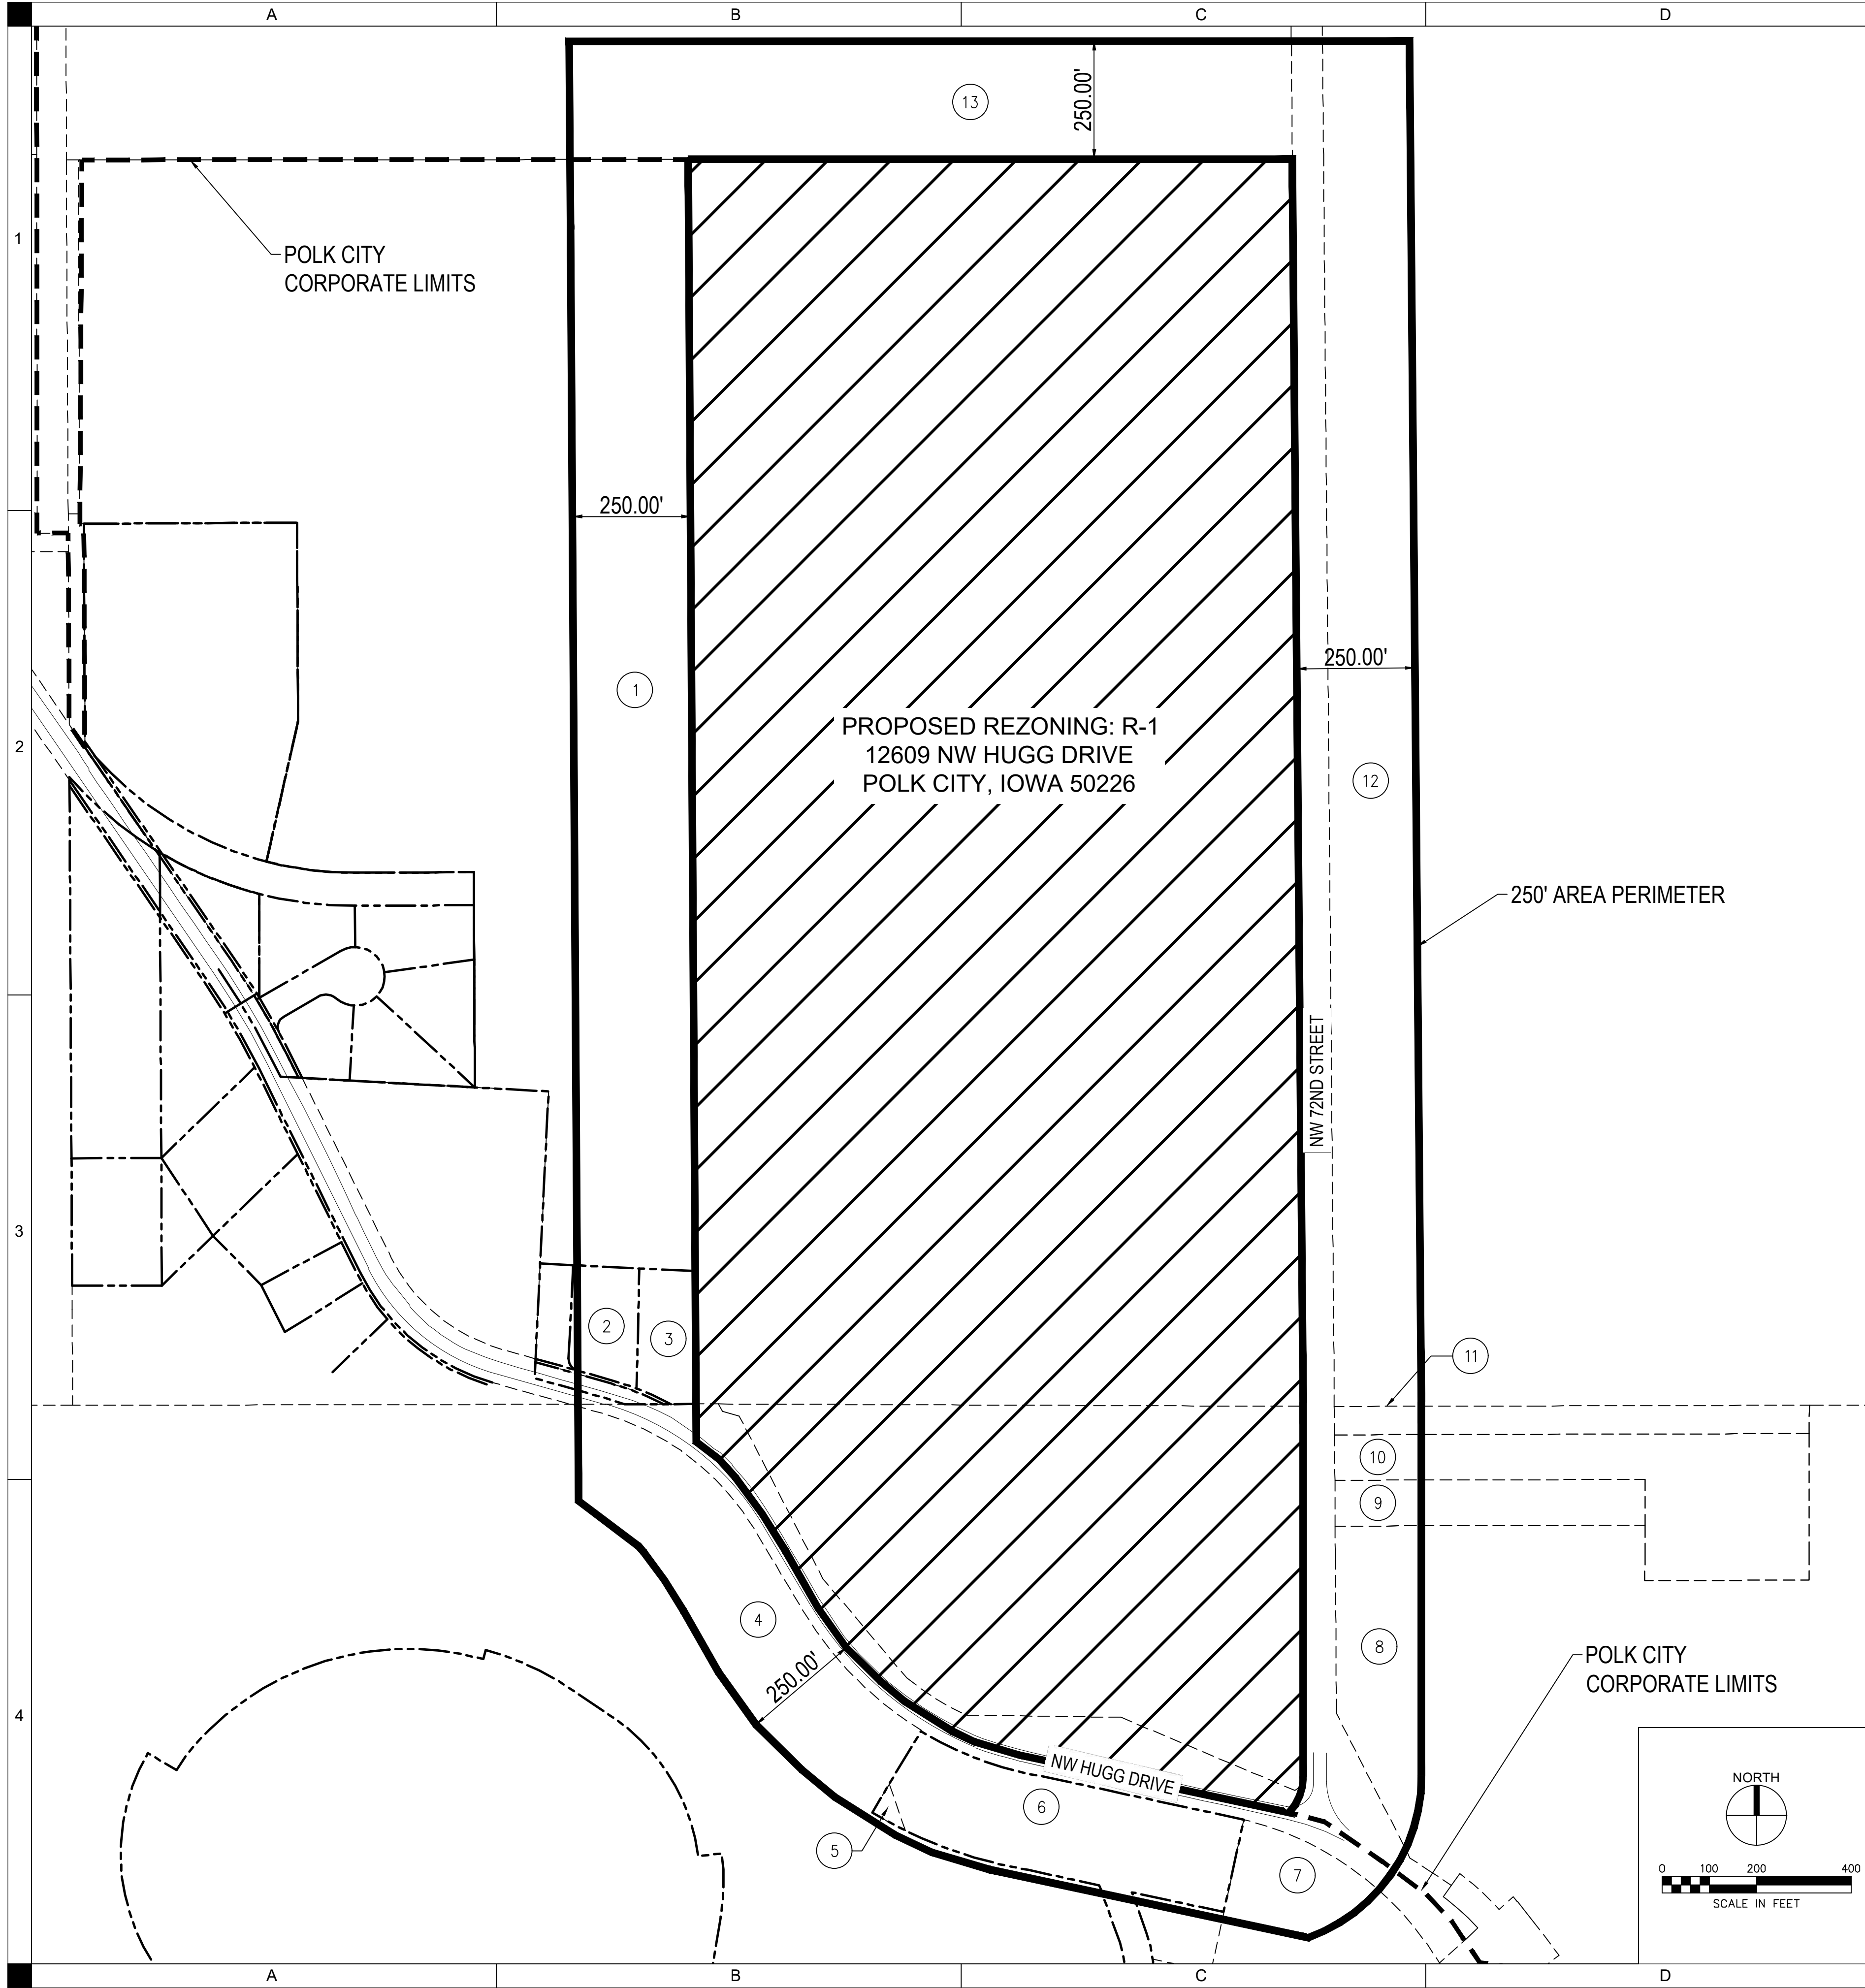 A B C D
13
250.00'
1
POLK CITY
CORPORATE LIMITS
250.00'
250.00'
1
PROPOSED REZONING: R-1
12609 NW HUGG DRIVE
POLK CITY, IOWA 50226
2
12
250' AREA PERIMETER
NW 72ND STREET
3
2
3
11
10
9
4
8
250.00'
POLK CITY
CORPORATE LIMITS
4
NW HUGG DRIVE
6
5
7
NORTH
0 100 200 400
SCALE IN FEET
A B C D